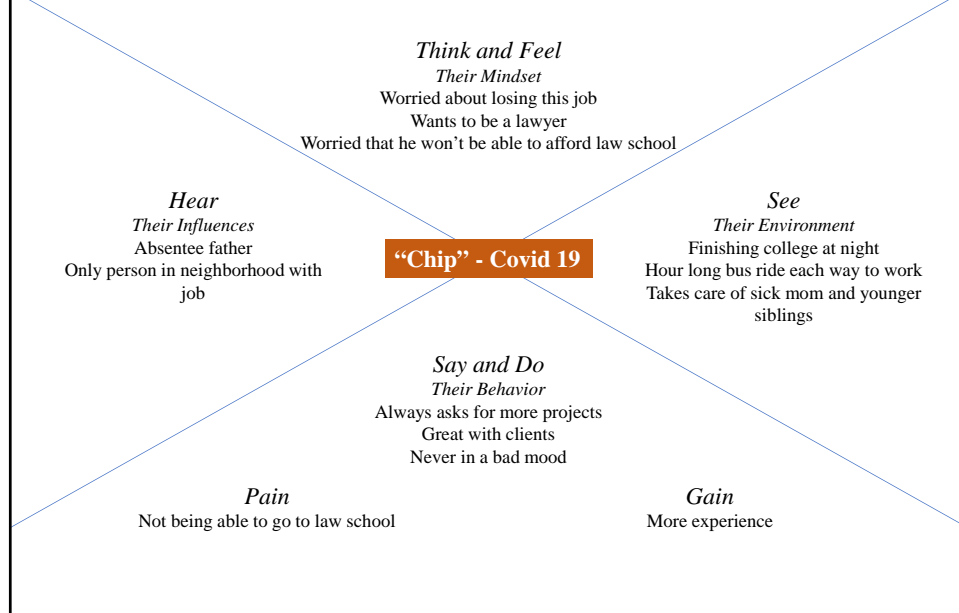 Think and Feel
Their Mindset
Worried about losing this job
Wants to be a lawyer
Worried that he won’t be able to afford law school
Hear
Their Influences
Absentee father
Only person in neighborhood with
job
“Chip” - Covid 19
See
Their Environment
Finishing college at night
Hour long bus ride each way to work
Takes care of sick mom and younger
siblings
Say and Do
Their Behavior
Always asks for more projects
Great with clients
Never in a bad mood
Pain
Not being able to go to law school
Gain
More experience